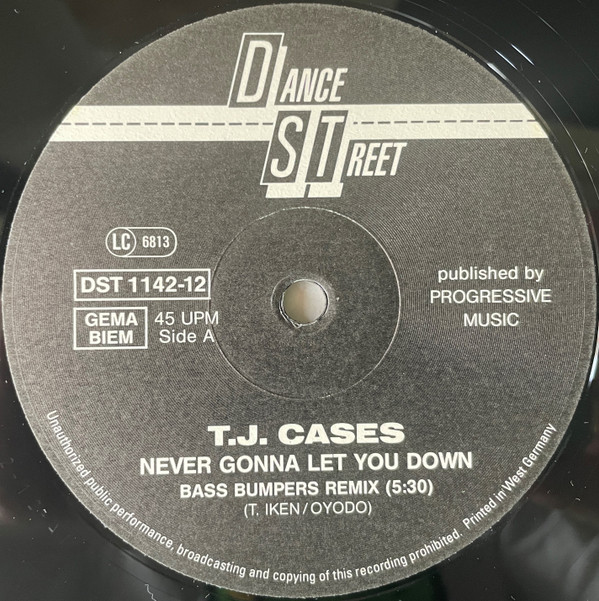 DANCE
STREET
LC 6813
DST 1142-12
GEMA
BIEM
45 UPM
Side A
published by
PROGRESSIVE
MUSIC
T.J. CASES
NEVER GONNA LET YOU DOWN
BASS BUMPERS REMIX (5:30)
(T. IKEN/OYODO)
Unauthorized public performance, broadcasting and copying of this recording prohibited. Printed in West Germany